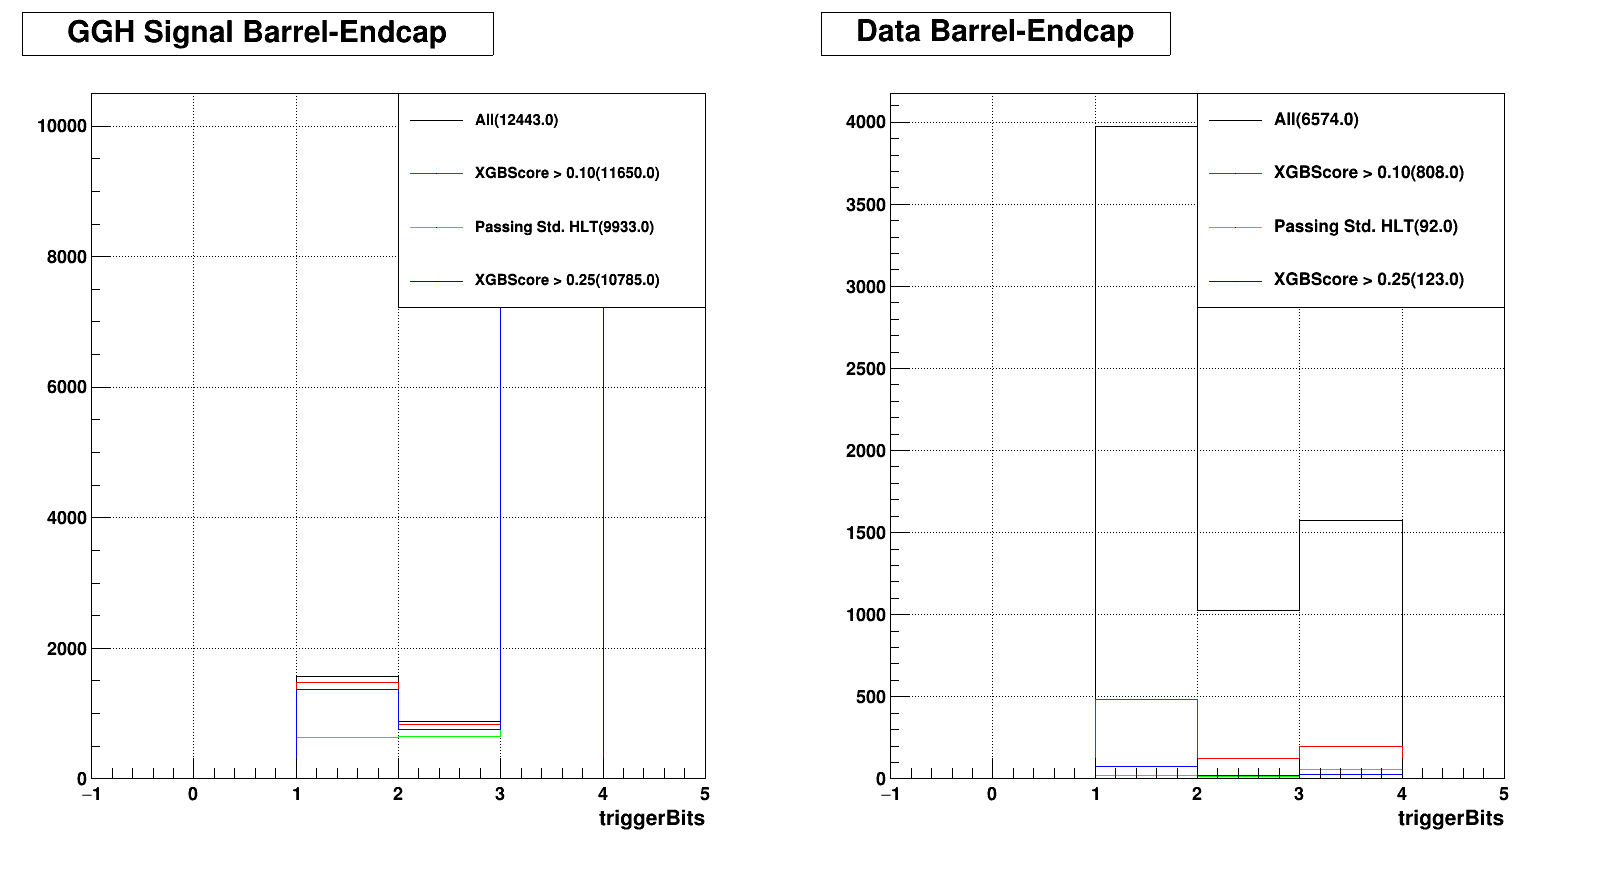 GGH Signal Barrel-Endcap
All(12443.0)
XGBScore > 0.10(11650.0)
Passing Std. HLT(9933.0)
XGBScore > 0.25(10785.0)
10000
8000
6000
4000
2000
0
−1 0 1 2 3 4 5
triggerBits
Data Barrel-Endcap
All(6574.0)
XGBScore > 0.10(808.0)
Passing Std. HLT(92.0)
XGBScore > 0.25(123.0)
4000
3500
3000
2500
2000
1500
1000
500
0
−1 0 1 2 3 4 5
triggerBits